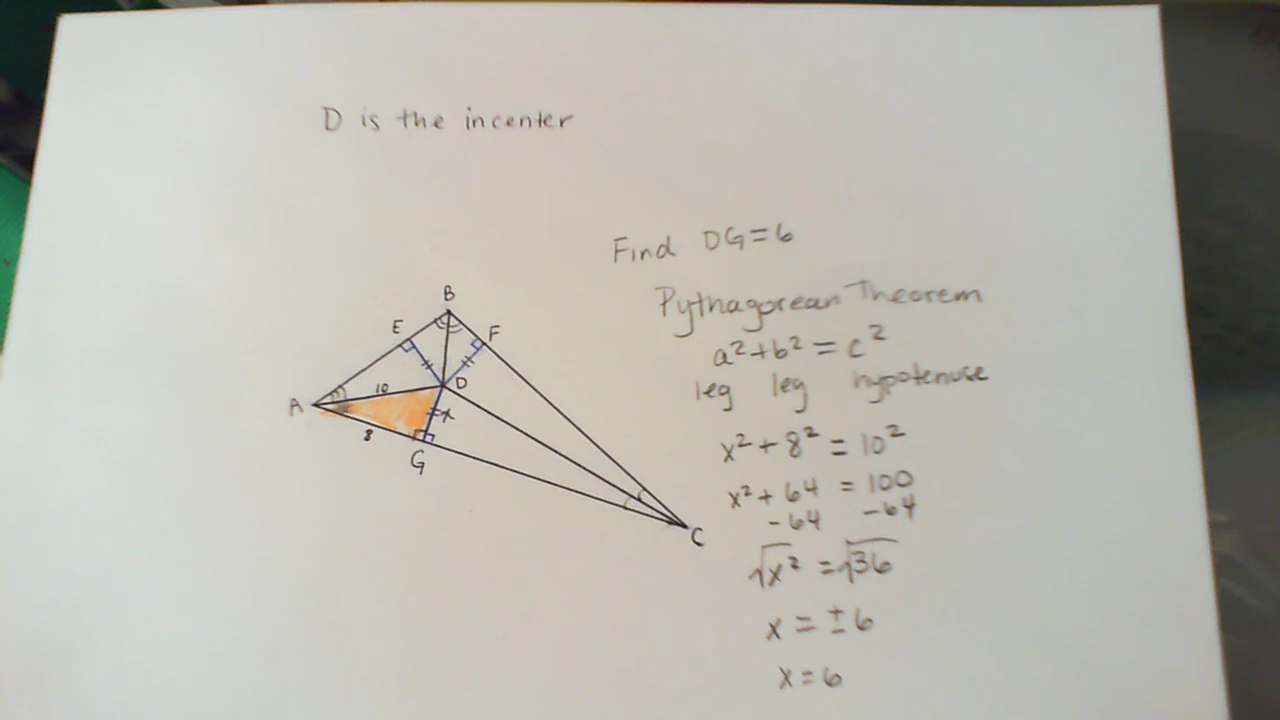 D is the incenter
Find DG=6
Pythagorean Theorem
a²+b²=c²
leg leg hypotenuse
x²+8²=10²
x²+64=100
-64 -64
√x²=√36
x=±6
x=6
B
E
F
10
D
A
x
8
G
C